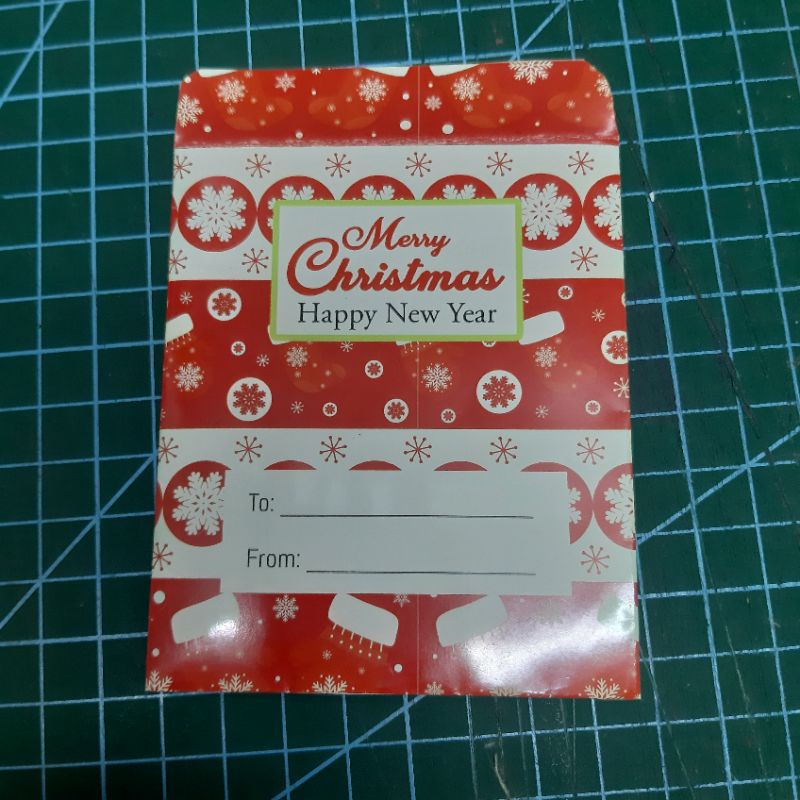 Merry
Christmas
Happy New Year
To:
From: